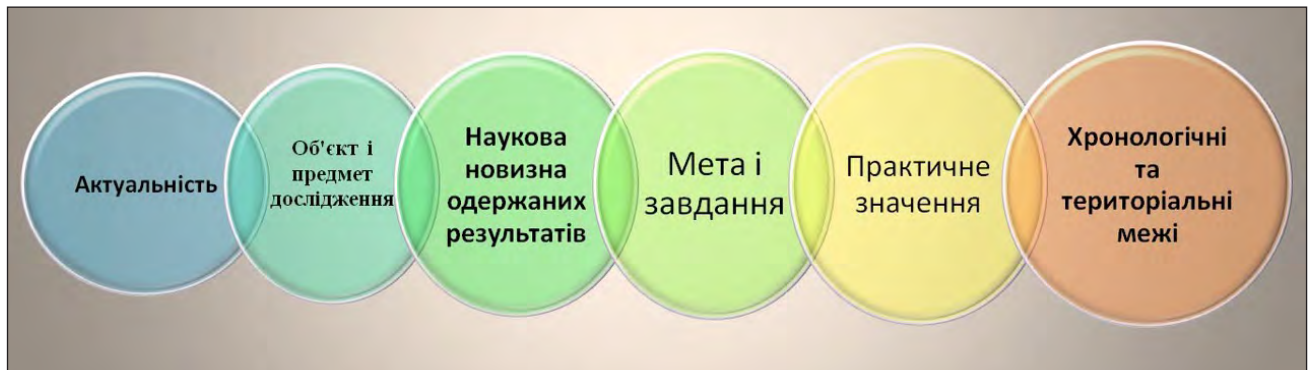 Актуальність
Об'єкт і
предмет
дослідження
Наукова
новизна
одержаних
результатів
Мета і
завдання
Практичне
значення
Хронологічні
та
територіальні
межі